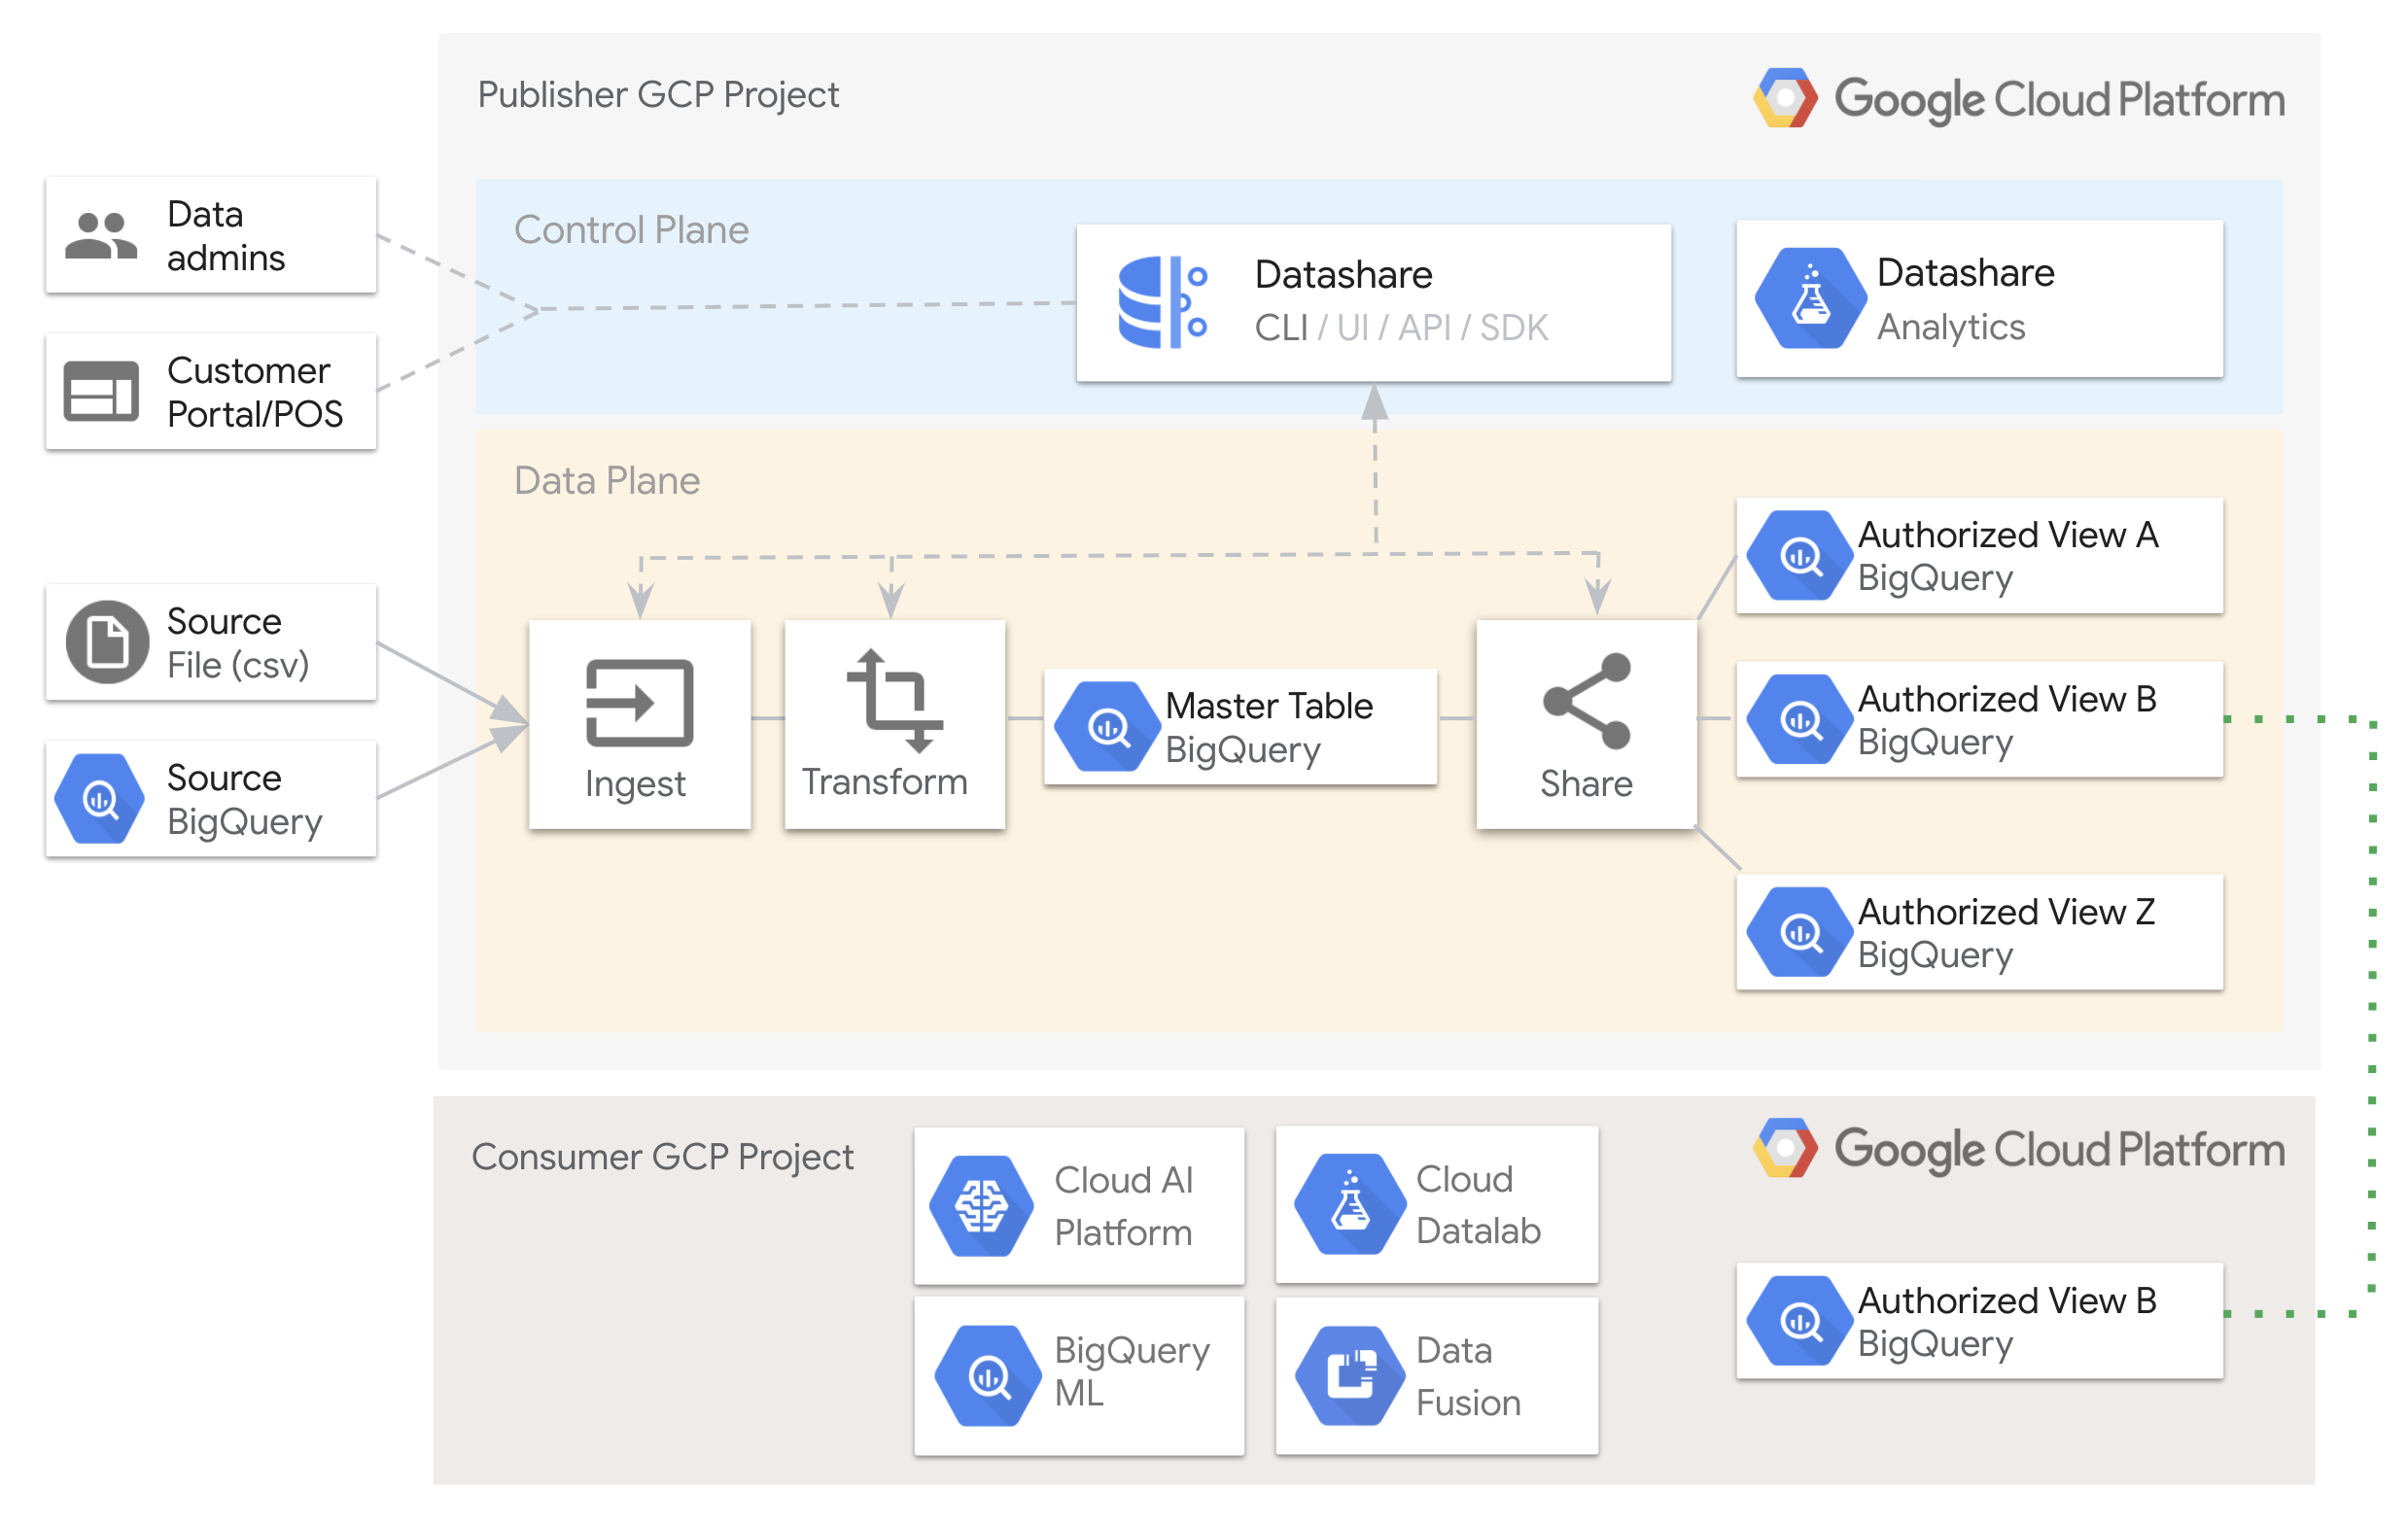 Publisher GCP Project
Google Cloud Platform
Data
admins
Customer
Portal/POS
Control Plane
Datashare
CLI / UI / API / SDK
Datashare
Analytics
Data Plane
Source
File (csv)
Source
BigQuery
Ingest
Transform
Master Table
BigQuery
Share
Authorized View A
BigQuery
Authorized View B
BigQuery
Authorized View Z
BigQuery
Consumer GCP Project
Google Cloud Platform
Cloud AI
Platform
Cloud
Datalab
BigQuery
ML
Data
Fusion
Authorized View B
BigQuery